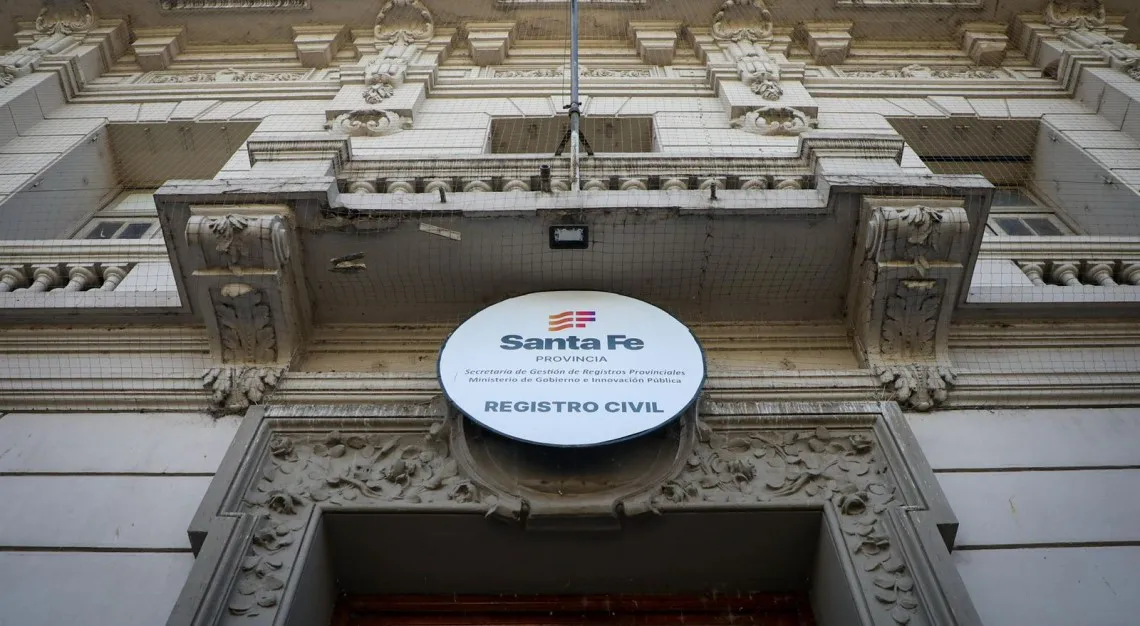 Santa Fe
PROVINCIA
Secretaría de Gestión de Registros Provinciales
Ministerio de Gobierno e Innovación Pública
REGISTRO CIVIL